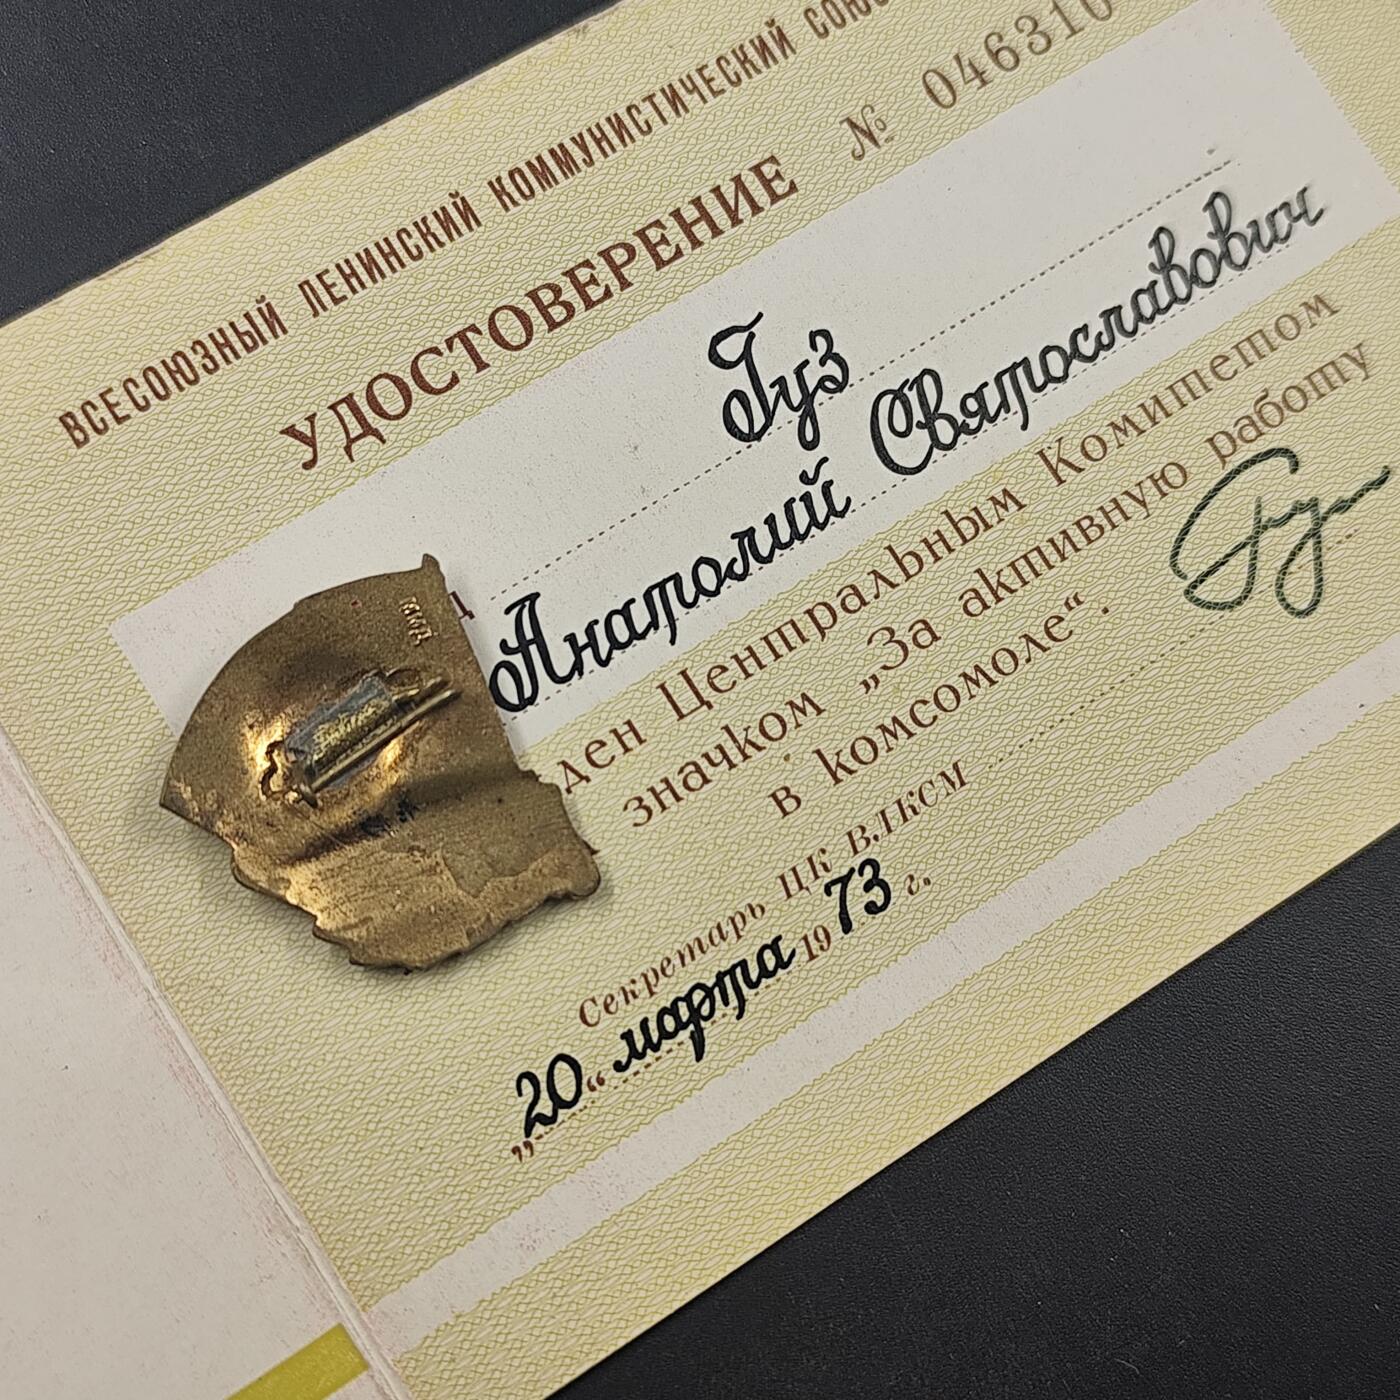 ВСЕСОЮЗНЫЙ ЛЕНИНСКИЙ КОММУНИСТИЧЕСКИЙ СОЮ
УДОСТОВЕРЕНИЕ № 046310
Гуз
Анатолий Святославович
ден Центральным Комитетом
значком „За активную работу
в комсомоле“.
Секретарь ЦК ВЛКСМ
„20“ марта 1973 г.